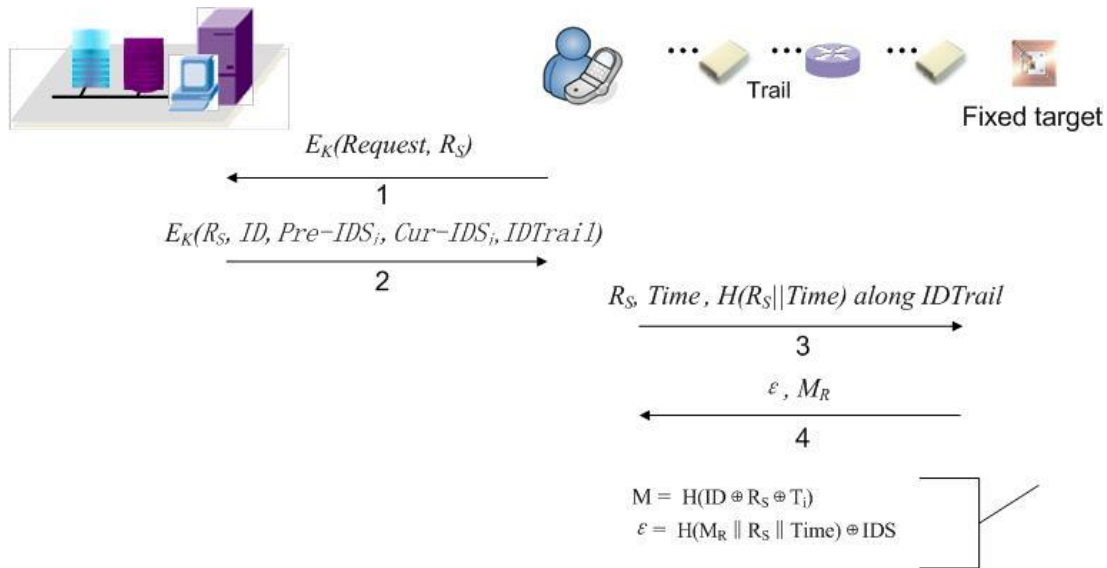 Trail
Fixed target
E_K(Request, R_S)
1
E_K(R_S, ID, Pre-IDS_i, Cur-IDS_i, IDTrail)
2
R_S, Time , H(R_S||Time) along IDTrail
3
ε , M_R
4
M = H(ID ⊕ R_S ⊕ T_i)
ε = H(M_R || R_S || Time) ⊕ IDS